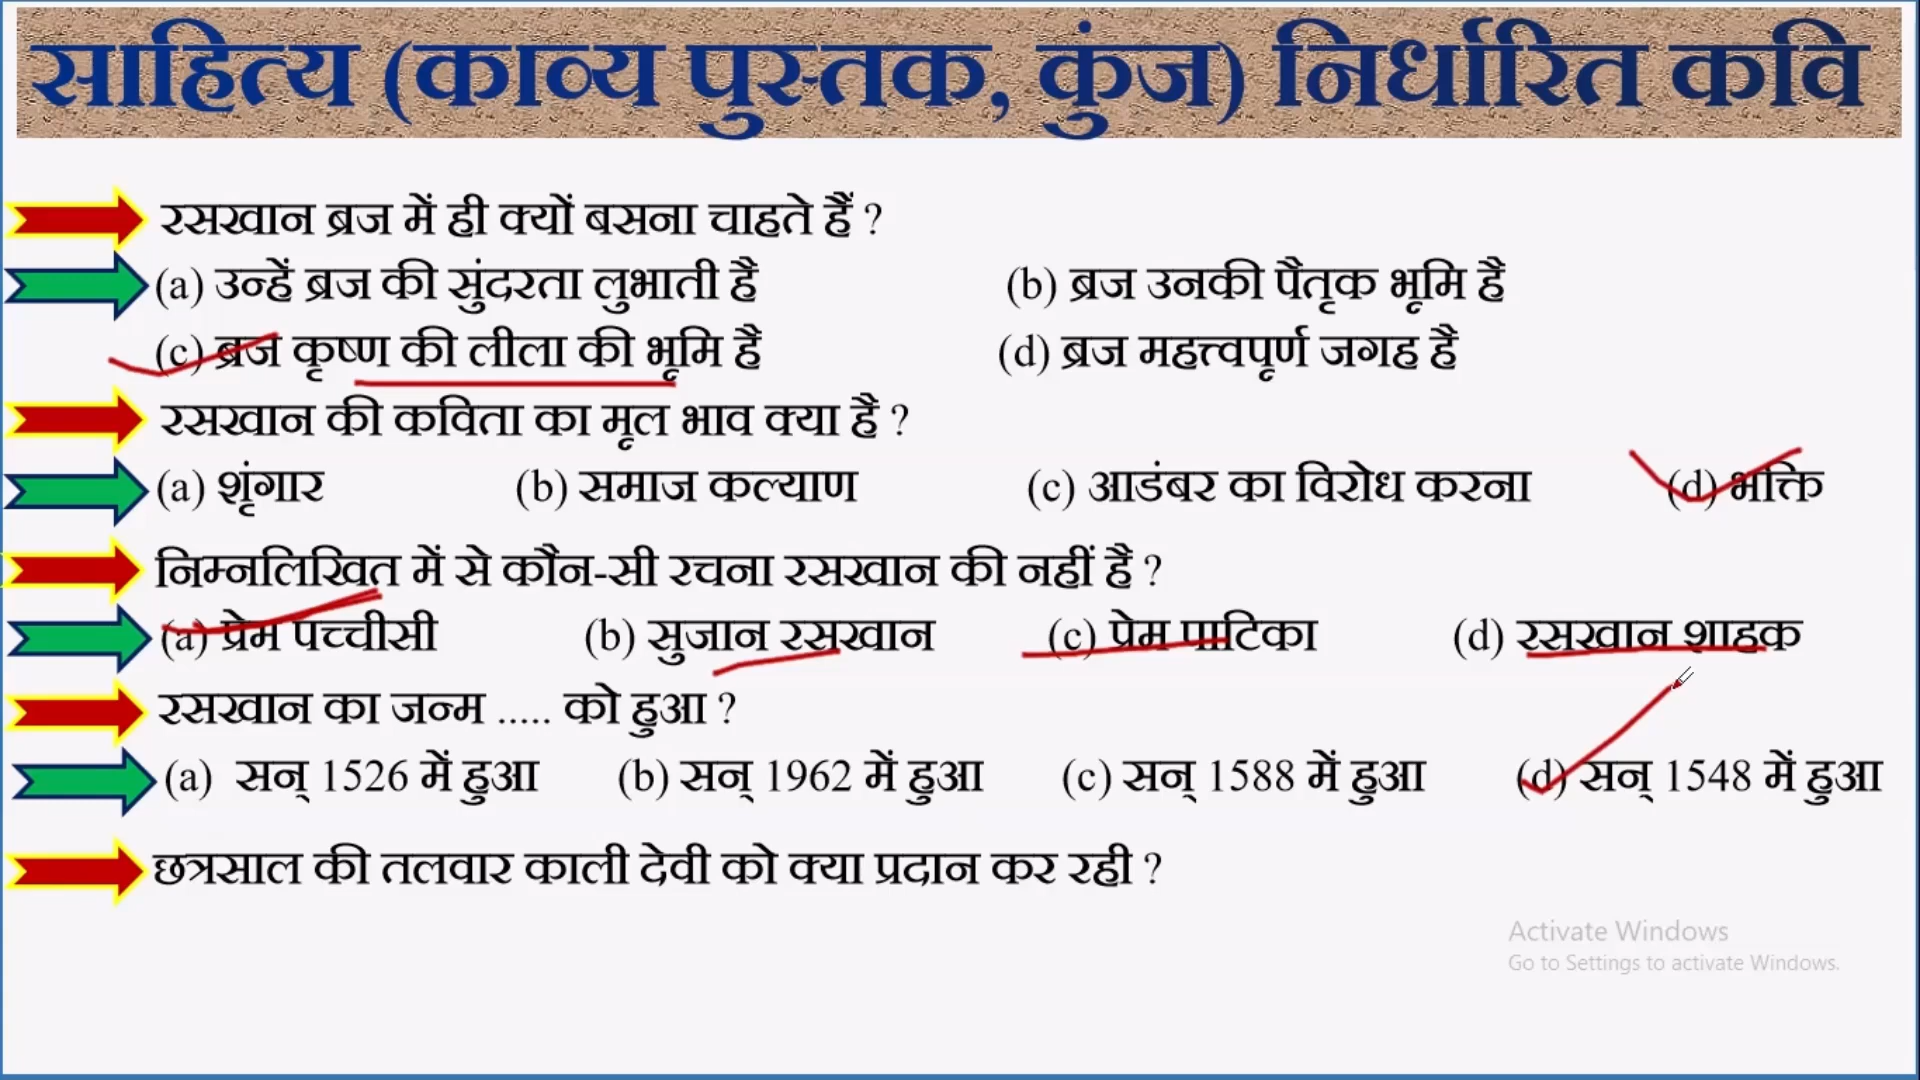 साहित्य (काव्य पुस्तक, कुंज) निर्धारित कवि
रसखान ब्रज में ही क्यों बसना चाहते हैं ?
(a) उन्हें ब्रज की सुंदरता लुभाती है (b) ब्रज उनकी पैतृक भूमि है
(c) ब्रज कृष्ण की लीला की भूमि है (d) ब्रज महत्त्वपूर्ण जगह है
रसखान की कविता का मूल भाव क्या है ?
(a) शृंगार (b) समाज कल्याण (c) आडंबर का विरोध करना (d) भक्ति
निम्नलिखित में से कौन-सी रचना रसखान की नहीं है ?
(a) प्रेम पच्चीसी (b) सुजान रसखान (c) प्रेम पाटिका (d) रसखान शाहक
रसखान का जन्म ..... को हुआ ?
(a) सन् 1526 में हुआ (b) सन् 1962 में हुआ (c) सन् 1588 में हुआ (d) सन् 1548 में हुआ
छत्रसाल की तलवार काली देवी को क्या प्रदान कर रही ?
Activate Windows
Go to Settings to activate Windows.